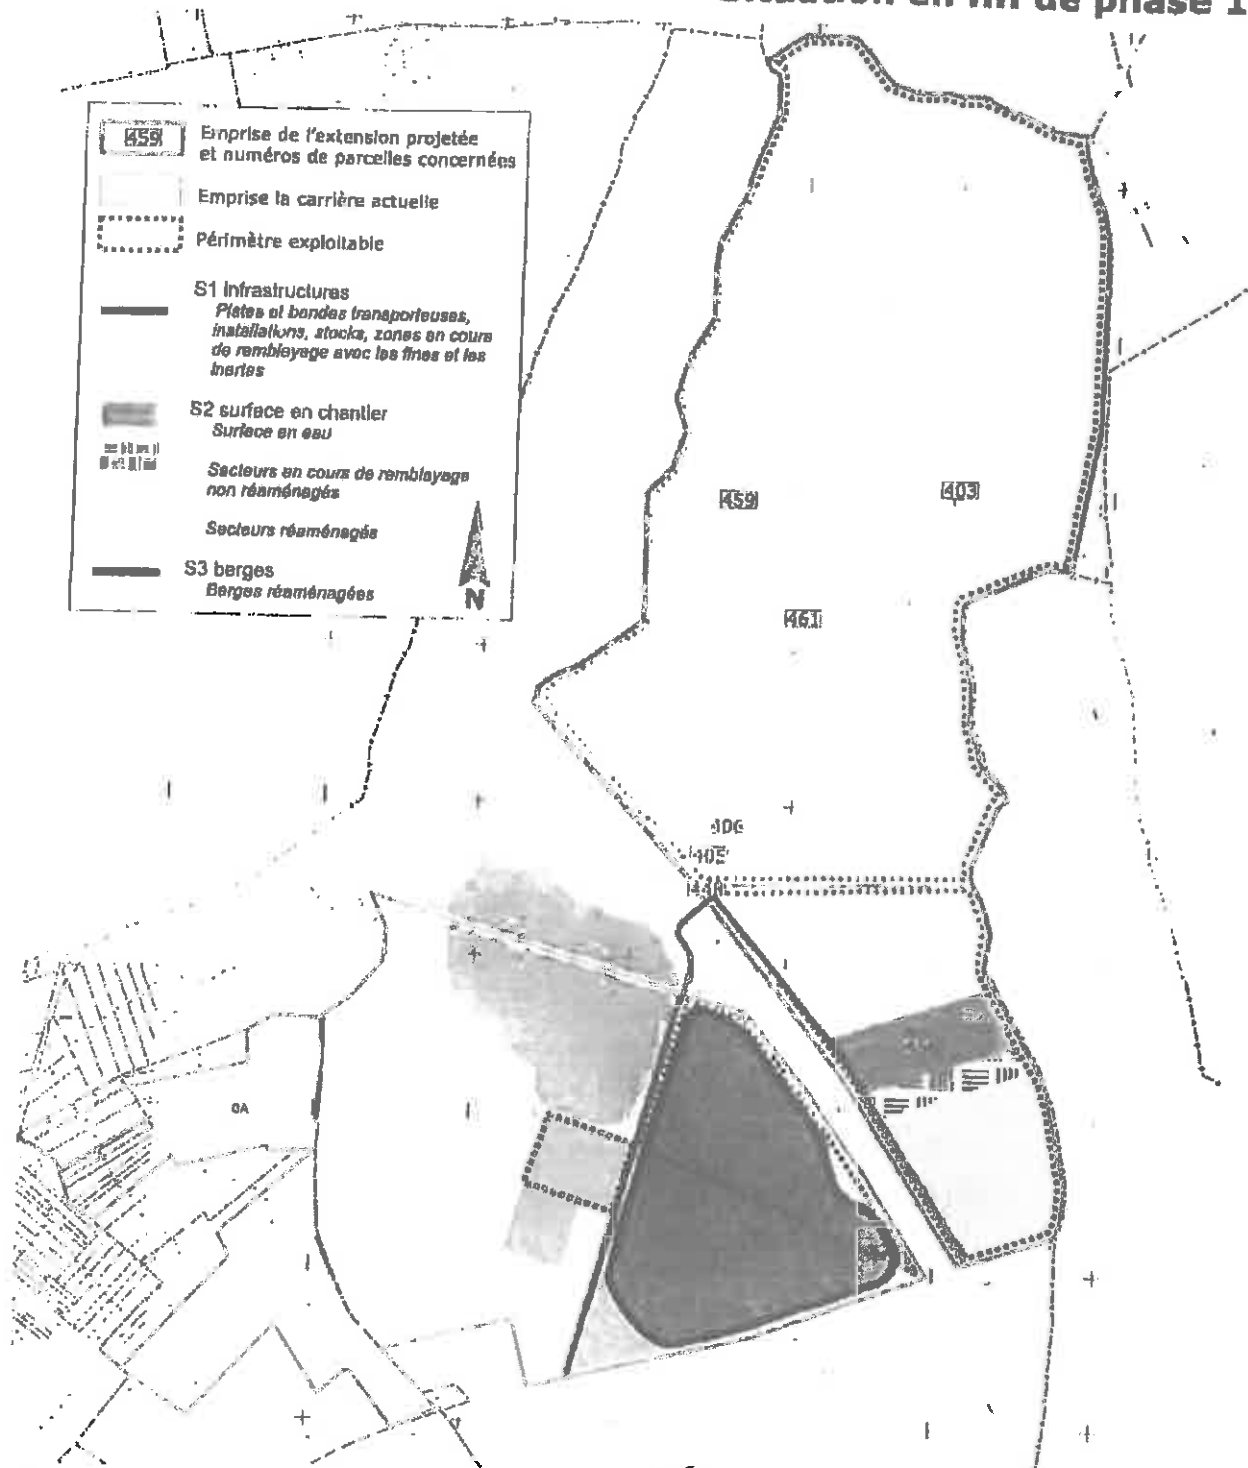 en fin de phase 1
459
Emprise de l'extension projetée
et numéros de parcelles concernées
Emprise la carrière actuelle
Périmètre exploitable
S1 infrastructures
Pistes et bandes transporteuses,
installations, stocks, zones en cours
de remblayage avec les fines et les
inertes
S2 surface en chantier
Surface en eau
Secteurs en cours de remblayage
non réaménagés
Secteurs réaménagés
S3 berges
Berges réaménagées
N
459
403
461
406
405
0A